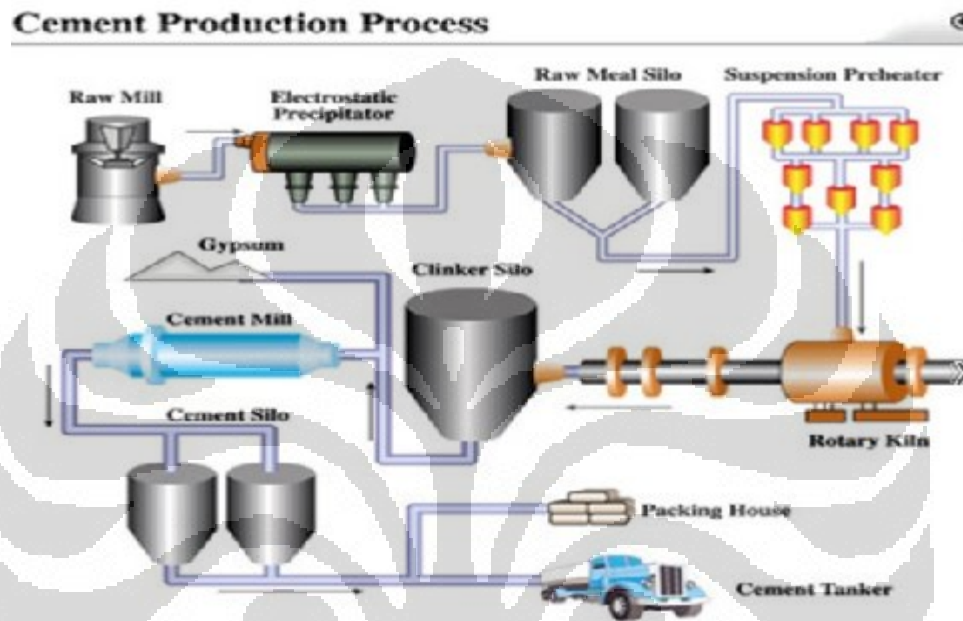 Cement Production Process
Raw Mill
Electrostatic
Precipitator
Raw Meal Silo
Suspension Preheater
Gypsum
Clinker Silo
Cement Mill
Cement Silo
Rotary Kiln
Packing House
Cement Tanker